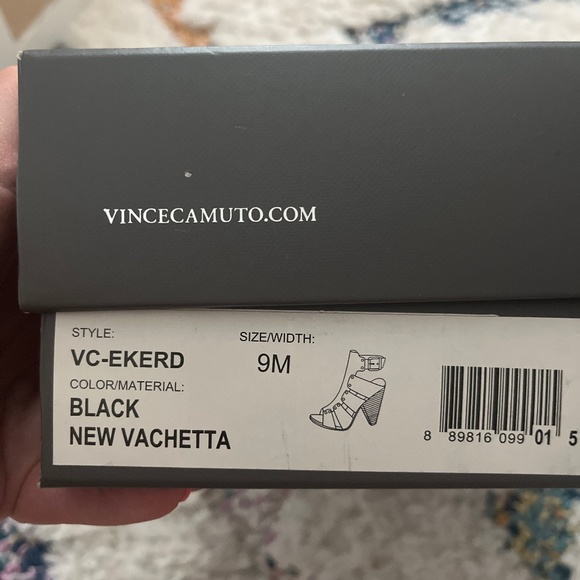 VINCECAMUTO.COM
STYLE:
VC-EKERD
SIZE/WIDTH:
9M
COLOR/MATERIAL:
BLACK
NEW VACHETTA
8 89816 099 01 5